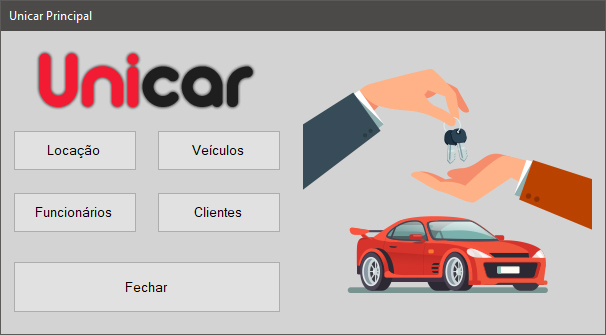 Unicar Principal
Unicar
Locação
Veículos
Funcionários
Clientes
Fechar